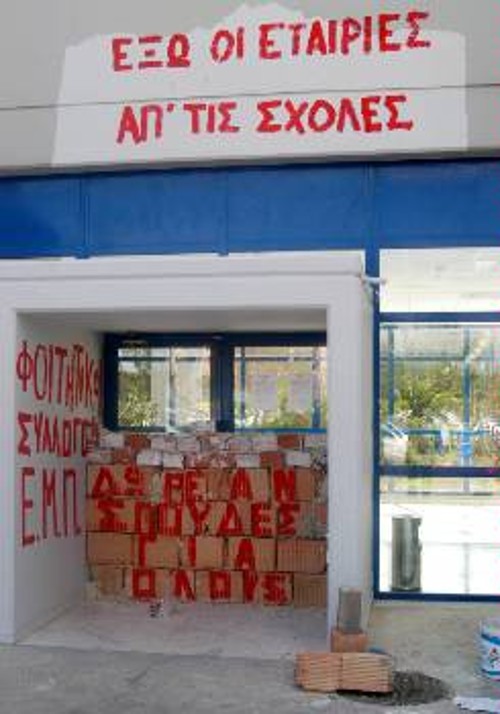 ΕΞΩ ΟΙ ΕΤΑΙΡΙΕΣ
ΑΠ' ΤΙΣ ΣΧΟΛΕΣ
ΦΟΙΤΗΤΙΚΟΣ
ΣΥΛΛΟΓΟΣ
Ε.Μ.Π.
ΔΩΡΕΑΝ
ΣΠΟΥΔΕΣ
ΓΙΑ
ΟΛΟΥΣ